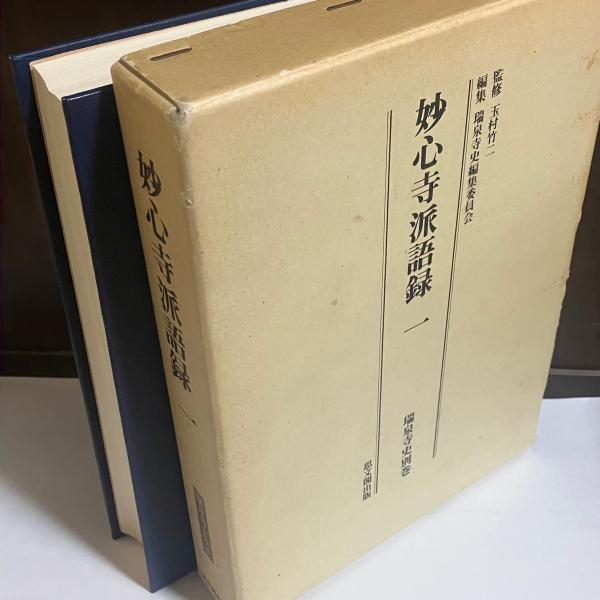 監修 玉村竹二
編集 瑞泉寺史編集委員会
妙心寺派語録 一
瑞泉寺史別巻
思文閣出版
妙心寺派語録 一